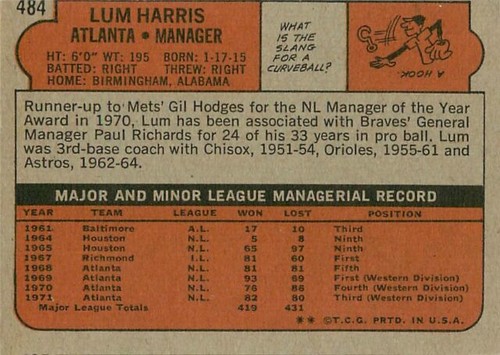 484
LUM HARRIS
ATLANTA • MANAGER
HT: 6'0" WT: 195 BORN: 1-17-15
BATTED: RIGHT THREW: RIGHT
HOME: BIRMINGHAM, ALABAMA
WHAT
IS THE
SLANG
FOR A
CURVEBALL?
A HOOK.
Runner-up to Mets' Gil Hodges for the NL Manager of the Year
Award in 1970, Lum has been associated with Braves' General
Manager Paul Richards for 24 of his 33 years in pro ball. Lum
was 3rd-base coach with Chisox, 1951-54, Orioles, 1955-61 and
Astros, 1962-64.
MAJOR AND MINOR LEAGUE MANAGERIAL RECORD
YEAR TEAM LEAGUE WON LOST POSITION
1961 Baltimore A.L. 17 10 Third
1964 Houston N.L. 5 8 Ninth
1965 Houston N.L. 65 97 Ninth
1967 Richmond I.L. 81 60 First
1968 Atlanta N.L. 81 81 Fifth
1969 Atlanta N.L. 93 69 First (Western Division)
1970 Atlanta N.L. 76 86 Fourth (Western Division)
1971 Atlanta N.L. 82 80 Third (Western Division)
Major League Totals 419 431
** ©T.C.G. PRTD. IN U.S.A.